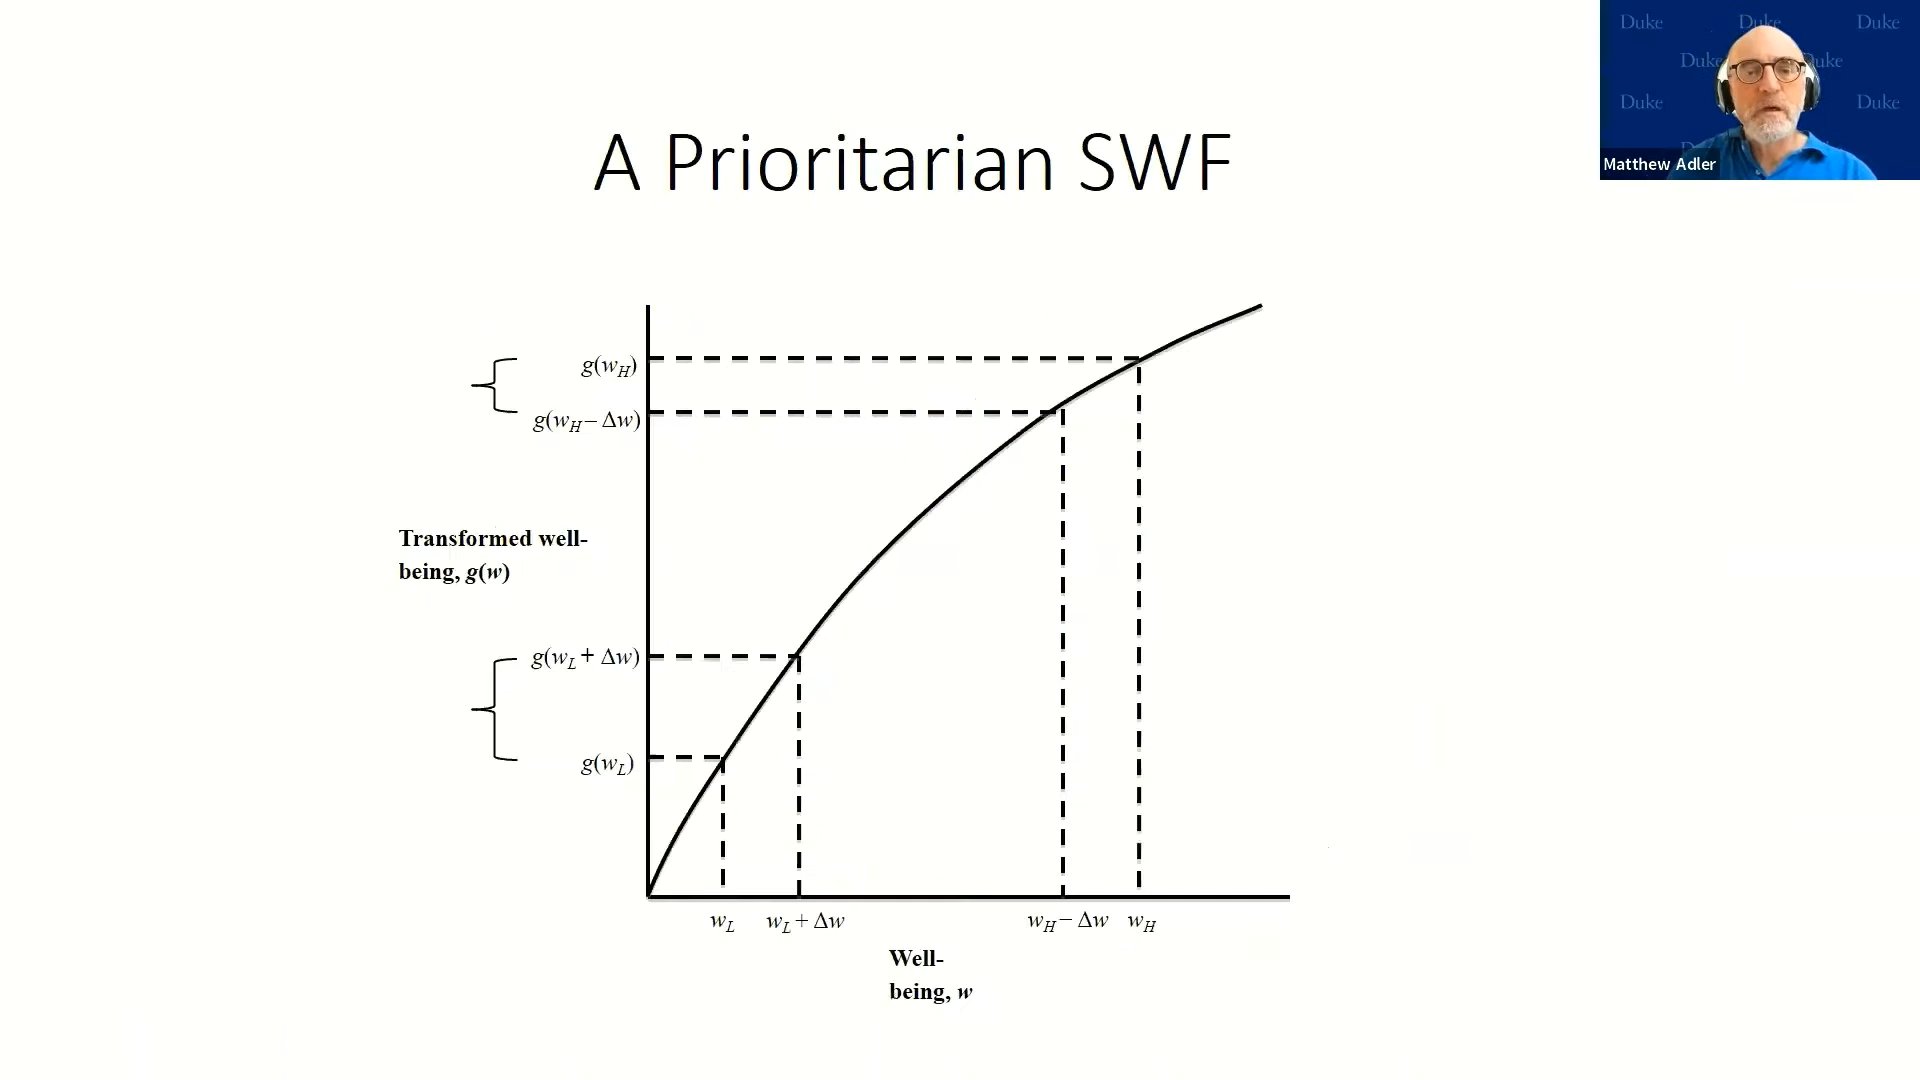 Duke Duke Duke
Duke Duke
Duke Duke
Matthew Adler
A Prioritarian SWF
g(w_H)
g(w_H − Δw)
Transformed well-
being, g(w)
g(w_L + Δw)
g(w_L)
w_L w_L + Δw w_H − Δw w_H
Well-
being, w